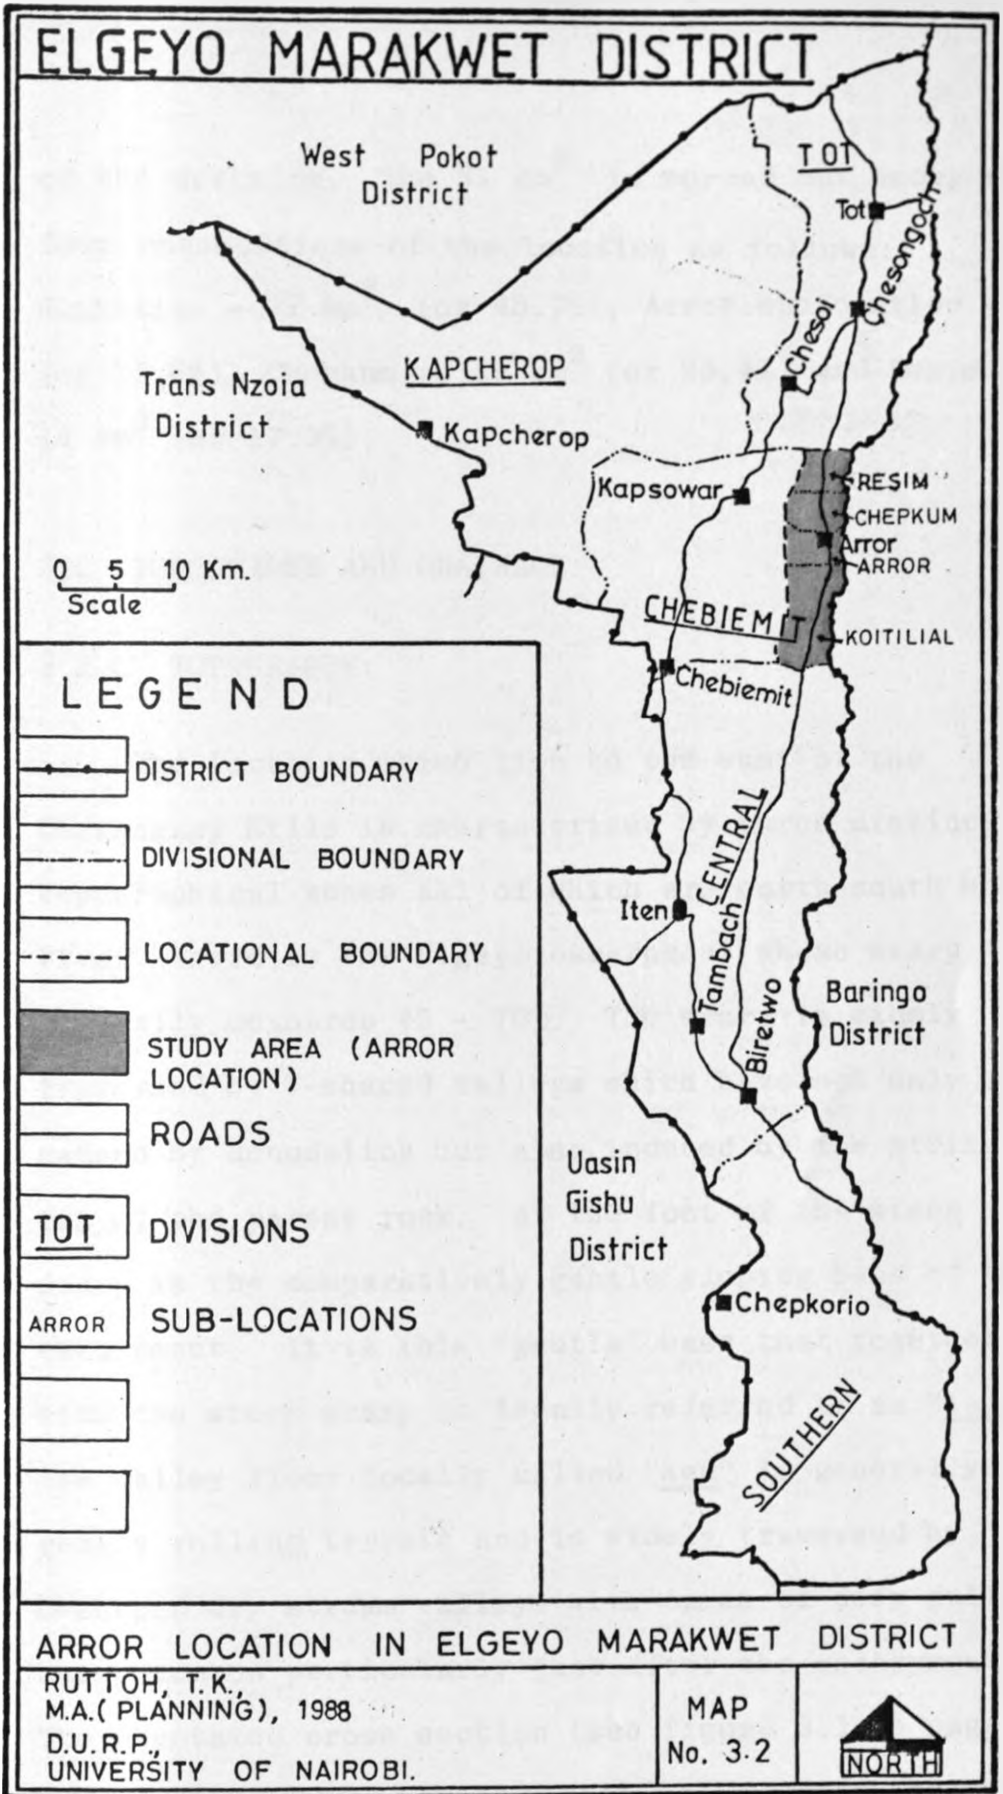 ELGEYO MARAKWET DISTRICT
West Pokot
District
TOT
Tot
Chesongoch
Chesoi
KAPCHEROP
Trans Nzoia
District
Kapcherop
Kapsowar
RESIM
CHEPKUM
Arror
ARROR
KOITILIAL
0 5 10 Km.
Scale
CHEBIEMIT
Chebiemit
LEGEND
DISTRICT BOUNDARY
DIVISIONAL BOUNDARY
LOCATIONAL BOUNDARY
STUDY AREA (ARROR
LOCATION)
ROADS
TOT DIVISIONS
ARROR SUB-LOCATIONS
CENTRAL
Iten
Tambach
Biretwo
Baringo
District
Uasin
Gishu
District
Chepkorio
SOUTHERN
ARROR LOCATION IN ELGEYO MARAKWET DISTRICT
RUTTOH, T.K.,
M.A.( PLANNING), 1988
D.U.R.P.,
UNIVERSITY OF NAIROBI.
MAP
No. 3·2
NORTH